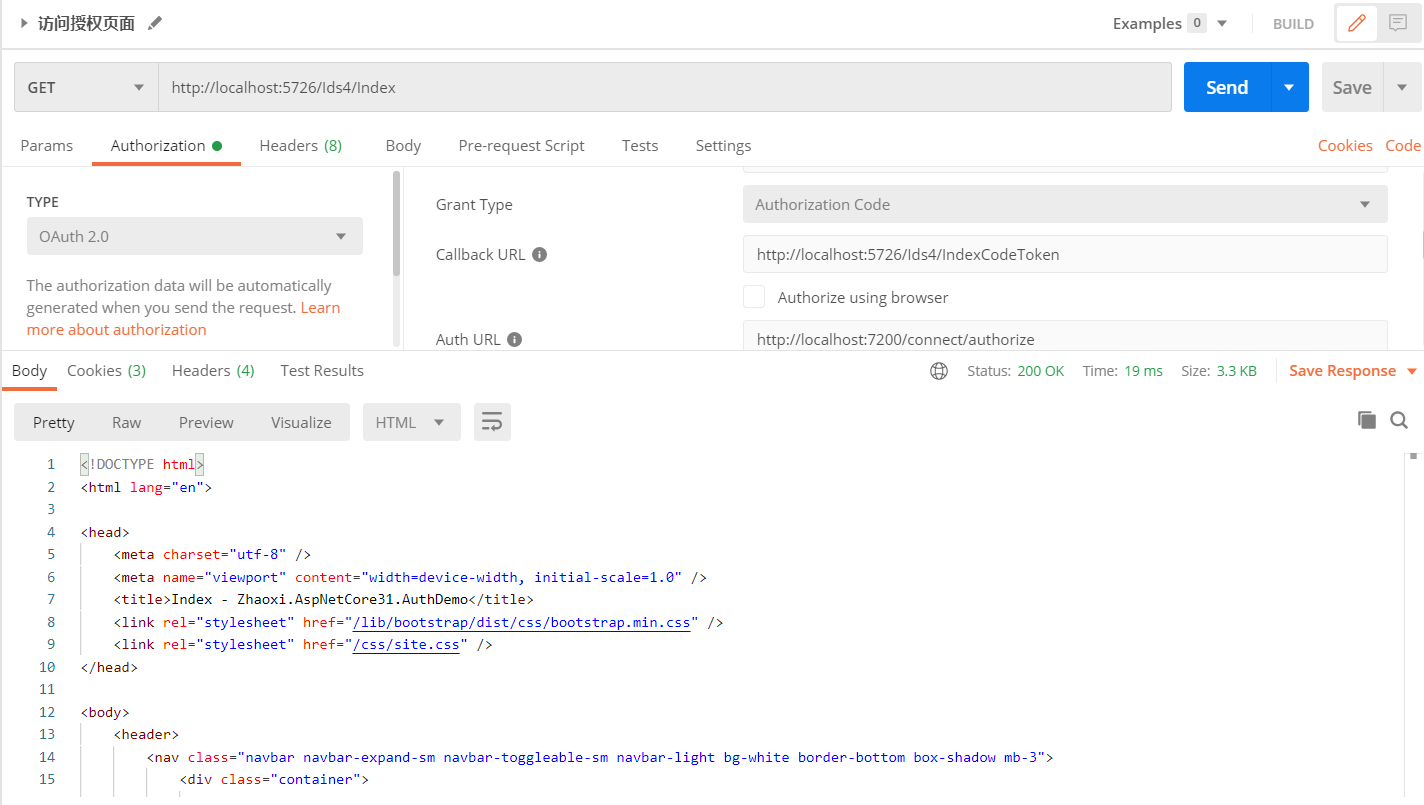 访问授权页面 Examples 0 BUILD
GET http://localhost:5726/Ids4/Index Send Save
Params Authorization Headers (8) Body Pre-request Script Tests Settings Cookies Code
TYPE
OAuth 2.0
The authorization data will be automatically
generated when you send the request. Learn
more about authorization
Grant Type Authorization Code
Callback URL http://localhost:5726/Ids4/IndexCodeToken
Authorize using browser
Auth URL http://localhost:7200/connect/authorize
Body Cookies (3) Headers (4) Test Results Status: 200 OK Time: 19 ms Size: 3.3 KB Save Response
Pretty Raw Preview Visualize HTML
1 <!DOCTYPE html>
2 <html lang="en">
3
4 <head>
5 <meta charset="utf-8" />
6 <meta name="viewport" content="width=device-width, initial-scale=1.0" />
7 <title>Index - Zhaoxi.AspNetCore31.AuthDemo</title>
8 <link rel="stylesheet" href="/lib/bootstrap/dist/css/bootstrap.min.css" />
9 <link rel="stylesheet" href="/css/site.css" />
10 </head>
11
12 <body>
13 <header>
14 <nav class="navbar navbar-expand-sm navbar-toggleable-sm navbar-light bg-white border-bottom box-shadow mb-3">
15 <div class="container">